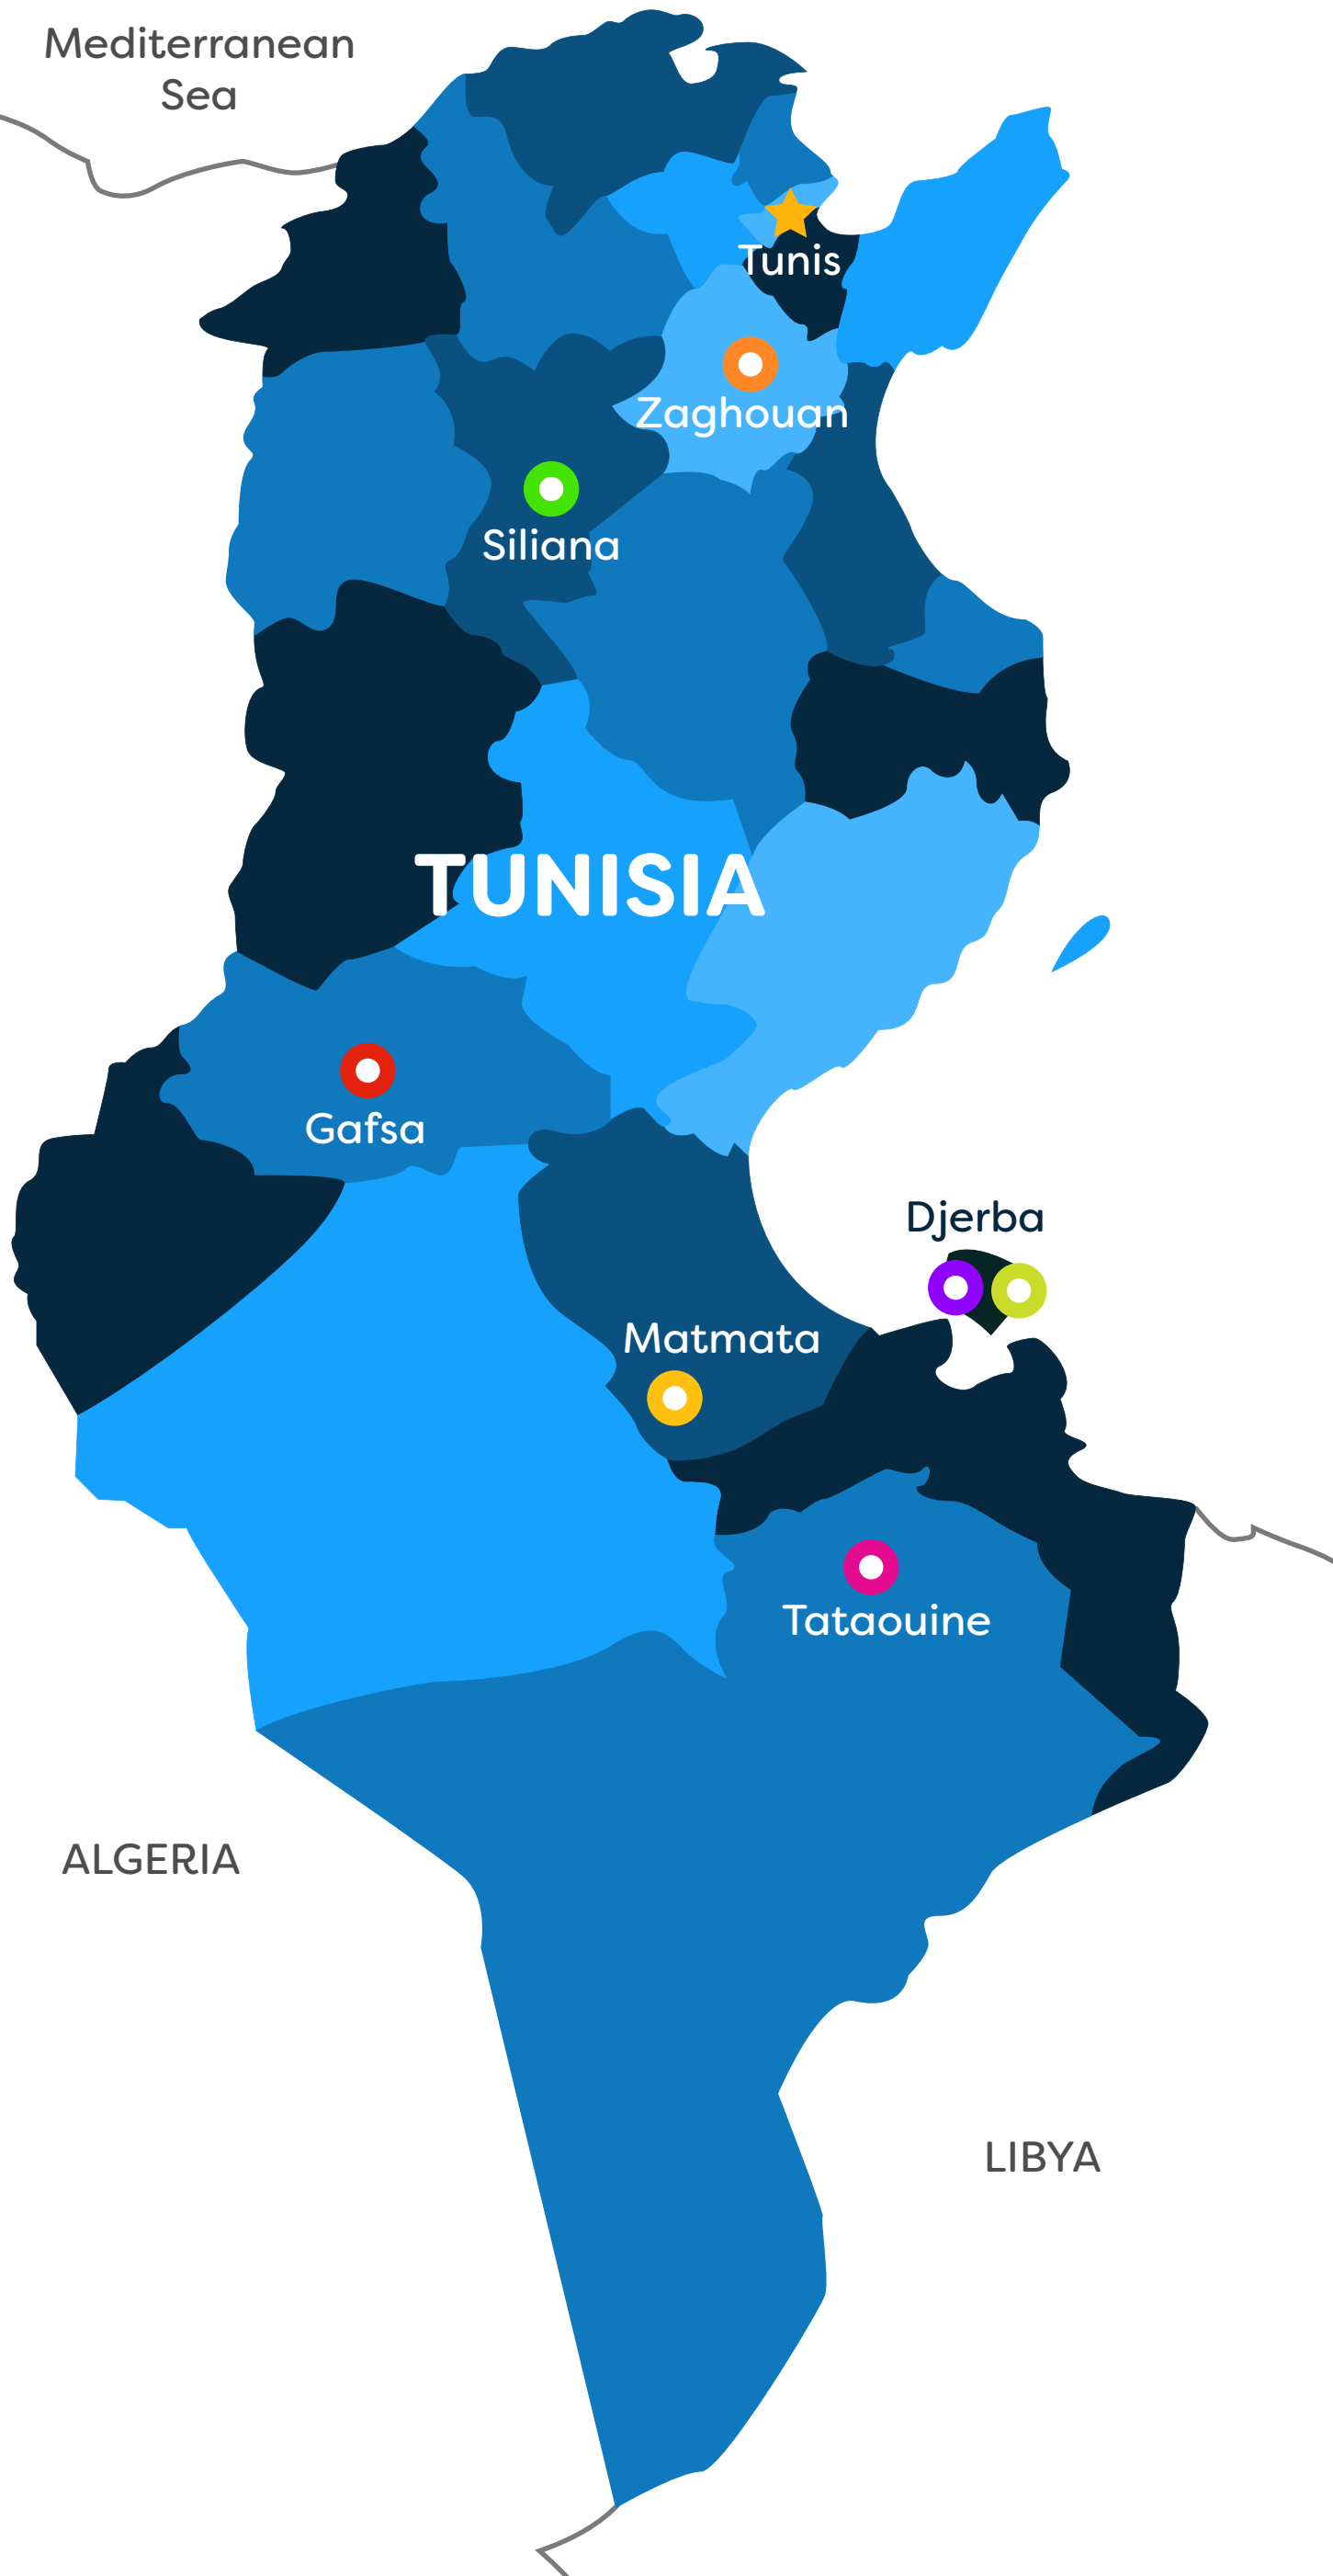 Mediterranean
Sea
Tunis
Zaghouan
Siliana
TUNISIA
Gafsa
Djerba
Matmata
Tataouine
ALGERIA
LIBYA